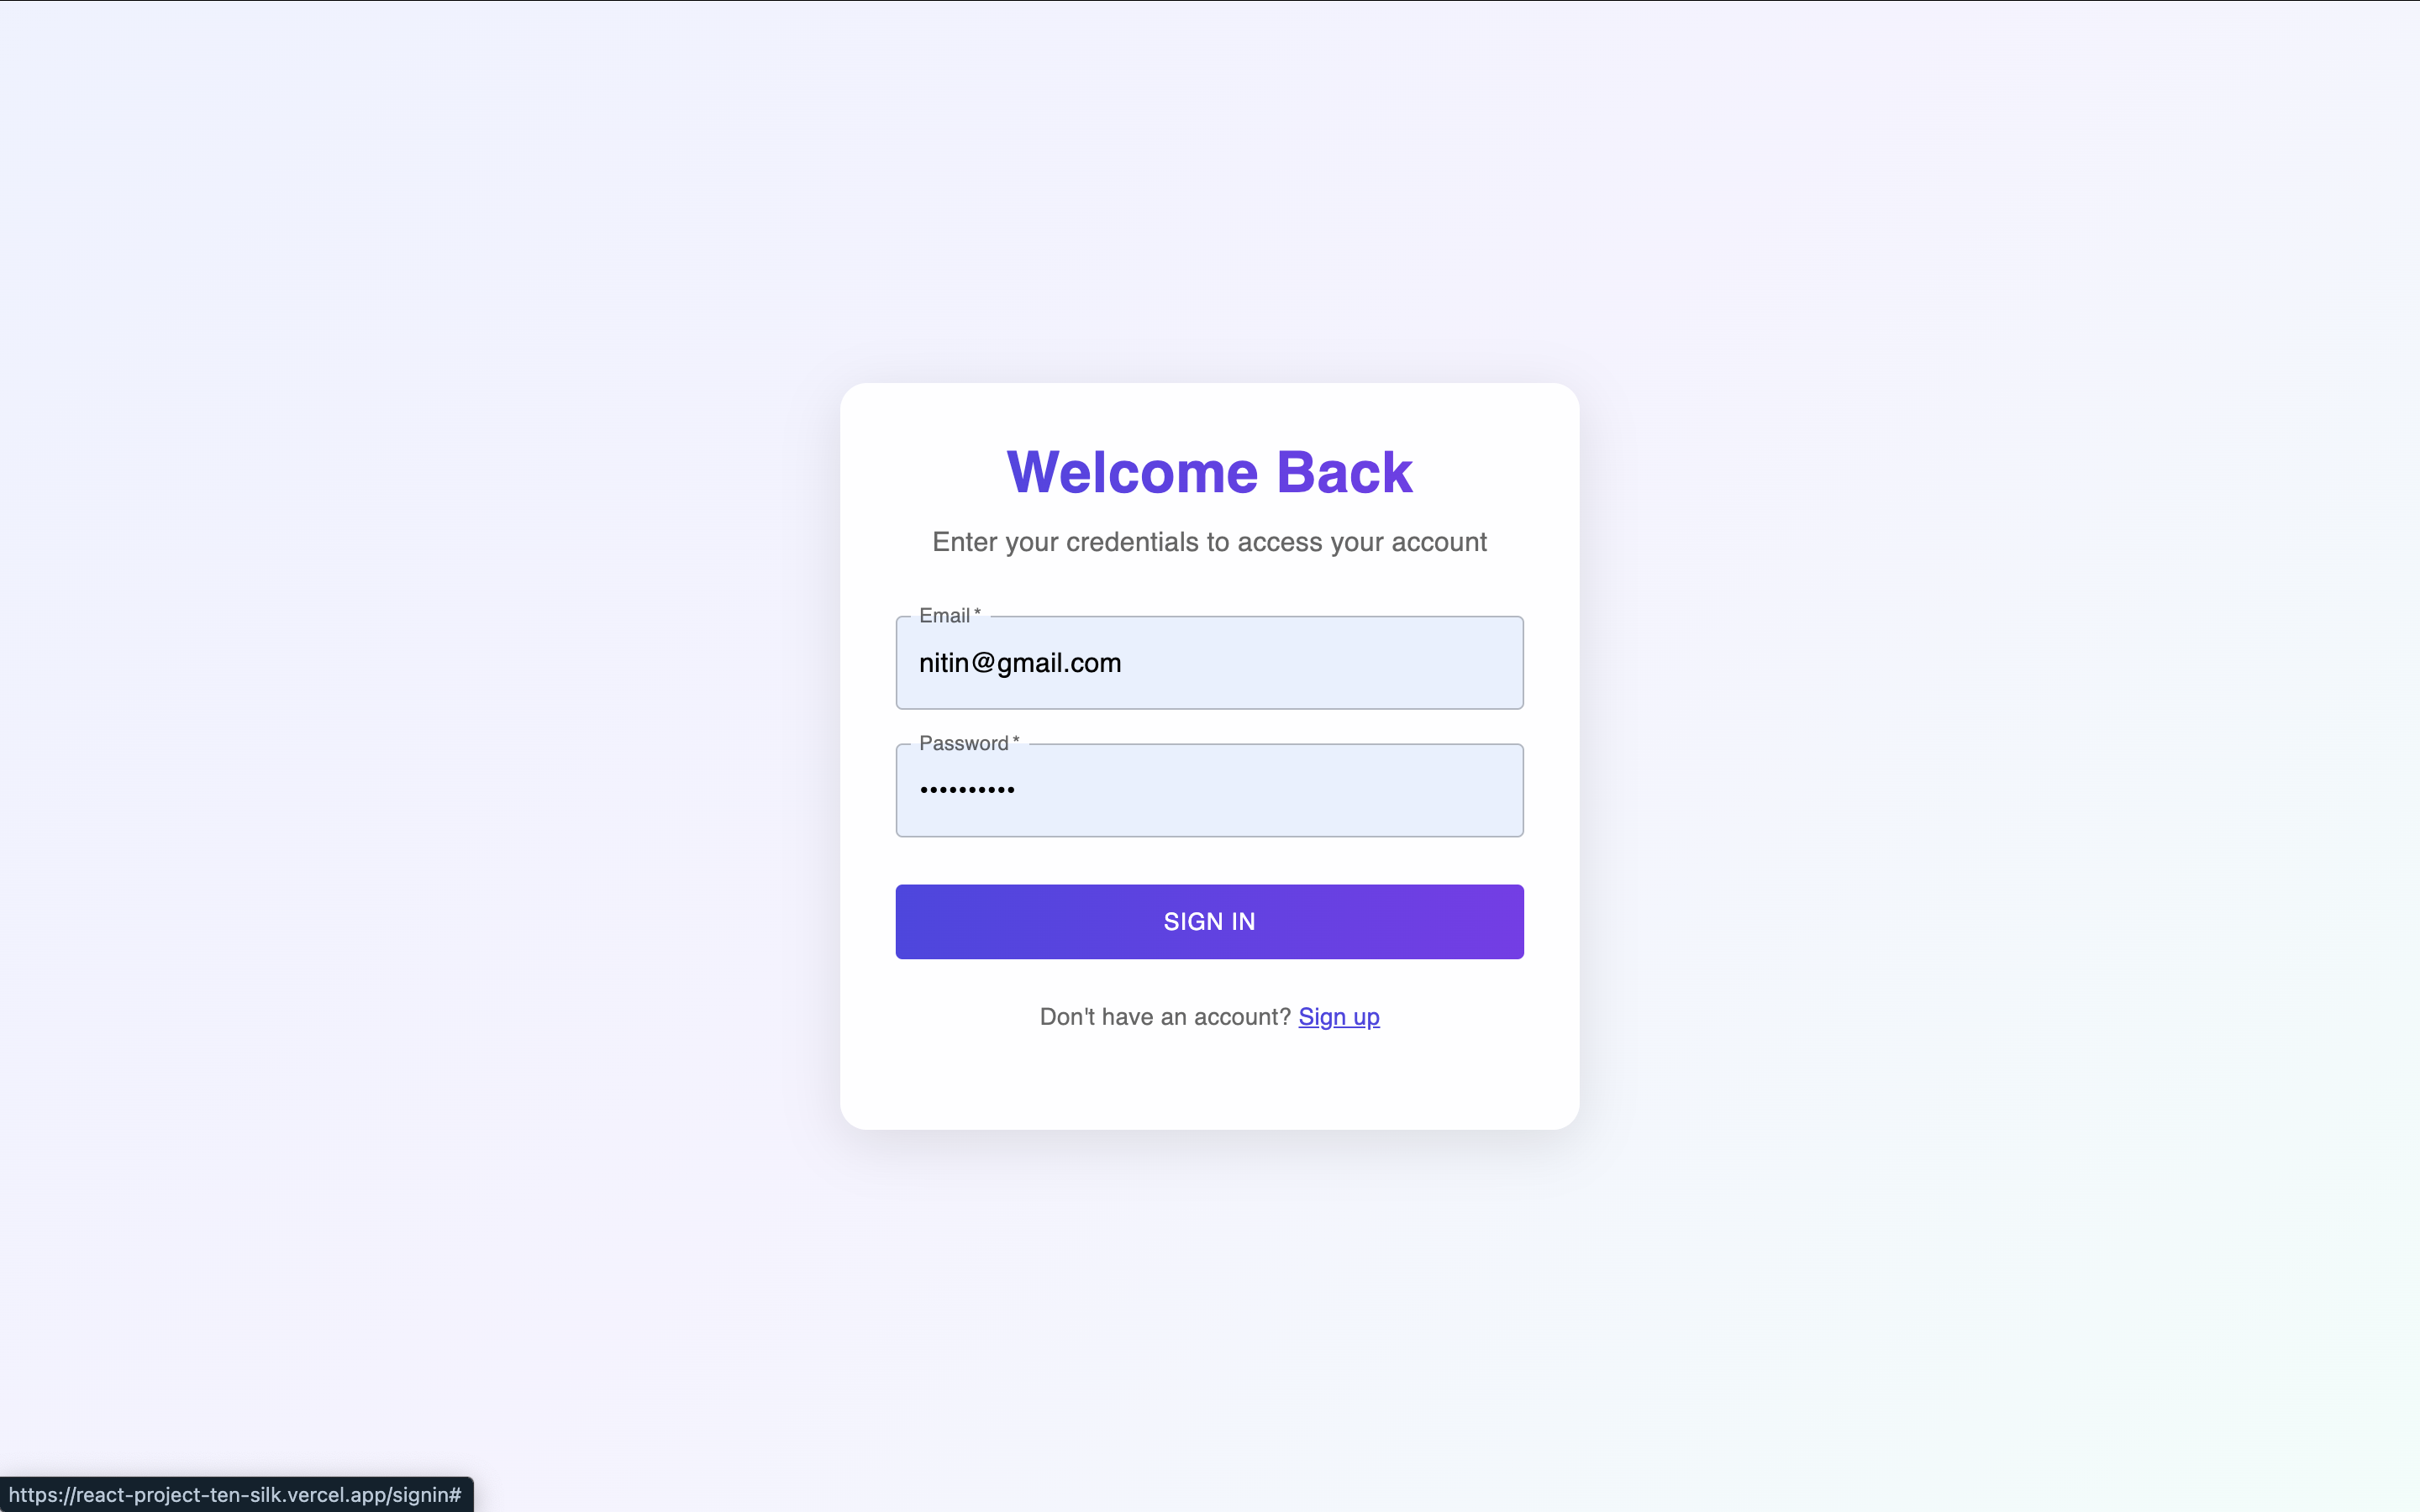 Welcome Back
Enter your credentials to access your account
Email *
nitin@gmail.com
Password *
••••••••••
SIGN IN
Don't have an account? Sign up
https://react-project-ten-silk.vercel.app/signin#